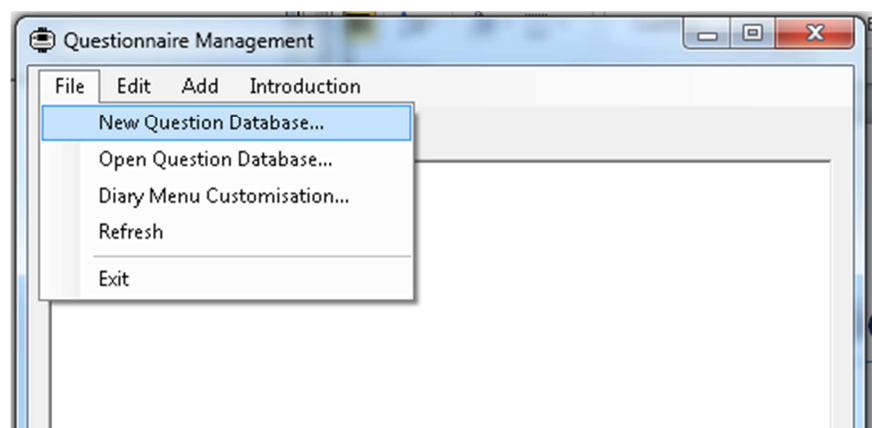 Questionnaire Management
File Edit Add Introduction
New Question Database...
Open Question Database...
Diary Menu Customisation...
Refresh
Exit